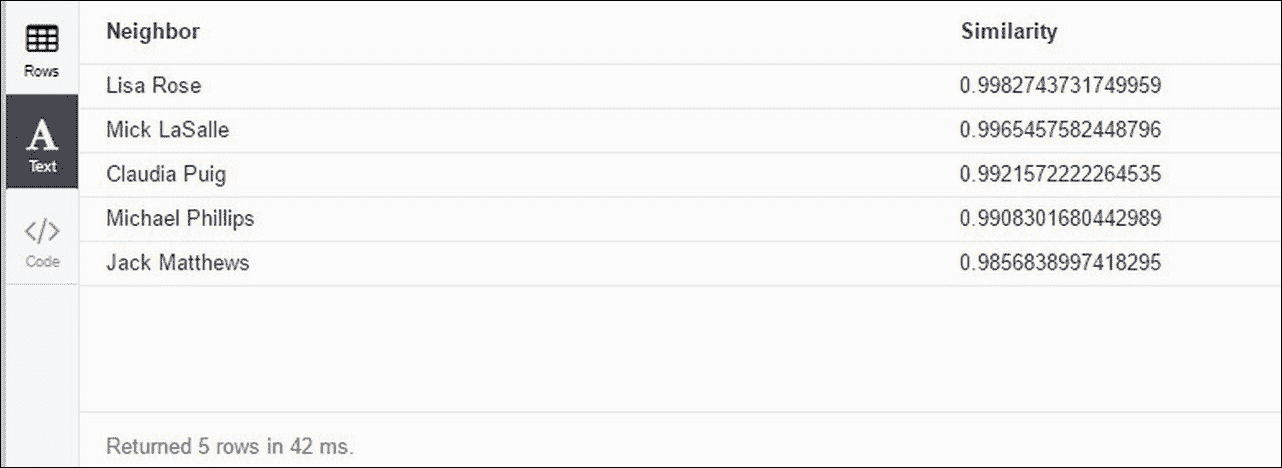 Neighbor Similarity
Rows
Lisa Rose 0.9982743731749959
Mick LaSalle 0.9965457582448796
A
Text
Claudia Puig 0.9921572222264535
Michael Phillips 0.9908301680442989
</>
Code
Jack Matthews 0.9856838997418295
Returned 5 rows in 42 ms.